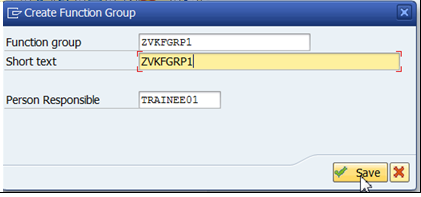 Create Function Group
Function group ZVKFGRP1
Short text ZVKFGRP1
Person Responsible TRAINEE01
Save